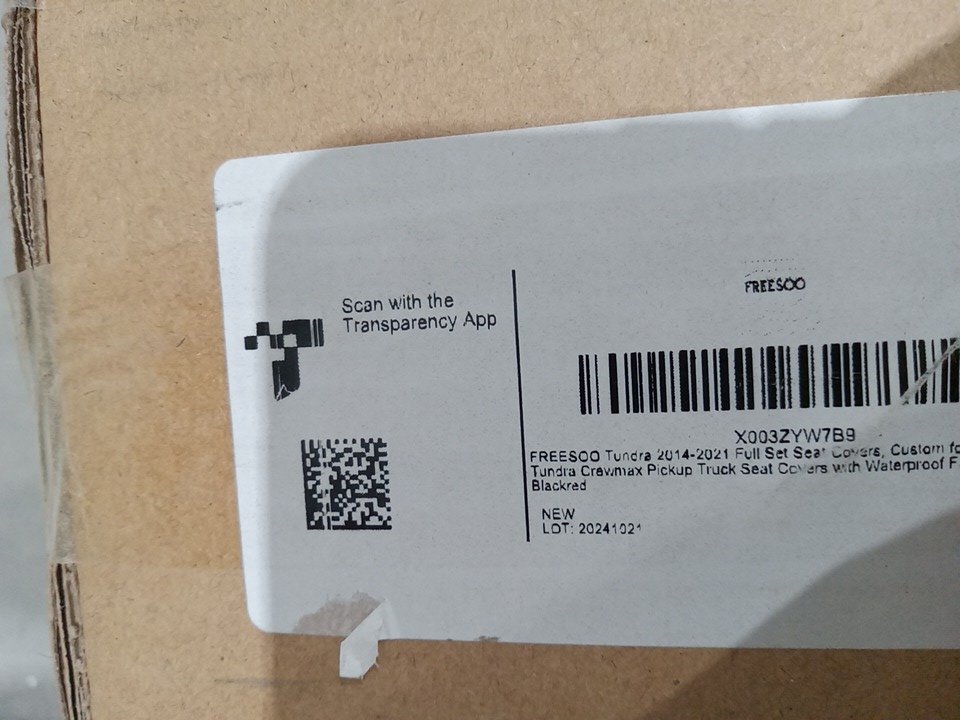 Scan with the
Transparency App
FREESOO
X003ZYW7B9
FREESOO Tundra 2014-2021 Full Set Seat Covers, Custom fo
Tundra Crewmax Pickup Truck Seat Covers with Waterproof F
Blackred
NEW
LOT: 20241021